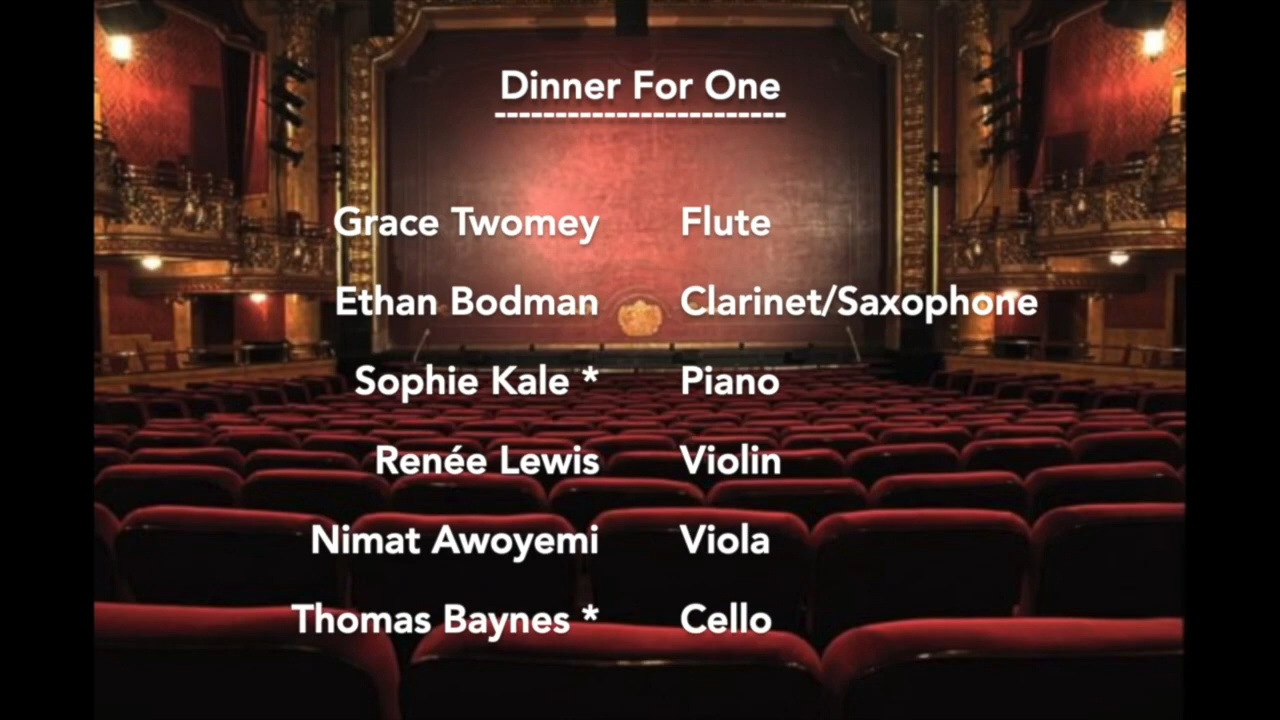 Dinner For One
------------------------
Grace Twomey Flute
Ethan Bodman Clarinet/Saxophone
Sophie Kale * Piano
Renée Lewis Violin
Nimat Awoyemi Viola
Thomas Baynes * Cello